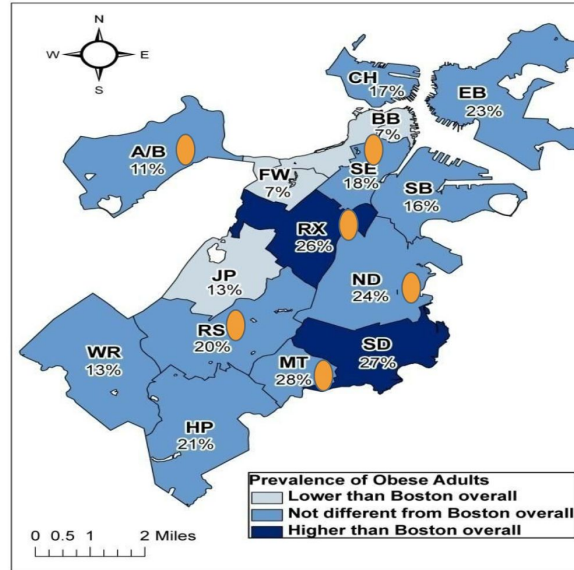 N
W E
S
CH
17%
EB
23%
BB
7%
A/B
11%
FW
7%
SE
18%
SB
16%
RX
26%
JP
13%
ND
24%
RS
20%
WR
13%
MT
28%
SD
27%
HP
21%
Prevalence of Obese Adults
Lower than Boston overall
Not different from Boston overall
Higher than Boston overall
0 0.5 1 2 Miles